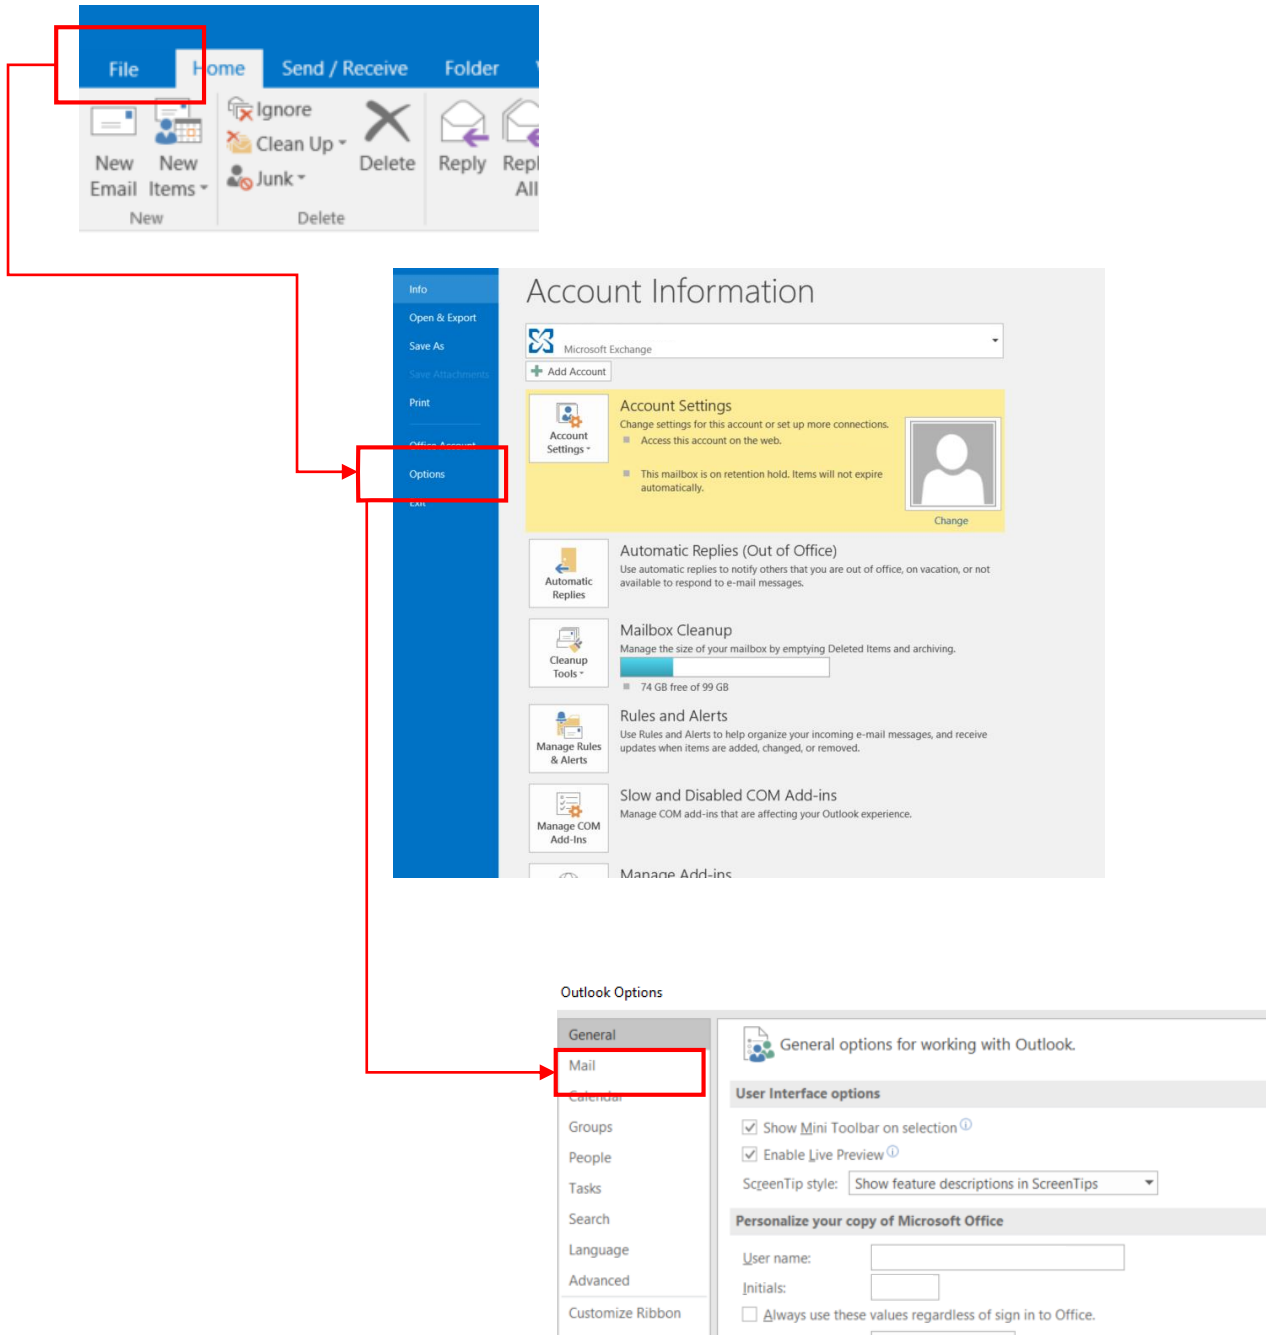 File Home Send / Receive Folder
Ignore
Clean Up
Junk
New Email
New Items
Delete
Reply
Reply All
New
Delete
Info
Open & Export
Save As
Save Attachments
Print
Office Account
Options
Exit
Account Information
Microsoft Exchange
Add Account
Account Settings
Account Settings
Change settings for this account or set up more connections.
Access this account on the web.
This mailbox is on retention hold. Items will not expire
automatically.
Change
Automatic Replies
Automatic Replies (Out of Office)
Use automatic replies to notify others that you are out of office, on vacation, or not
available to respond to e-mail messages.
Cleanup Tools
Mailbox Cleanup
Manage the size of your mailbox by emptying Deleted Items and archiving.
74 GB free of 99 GB
Manage Rules & Alerts
Rules and Alerts
Use Rules and Alerts to help organize your incoming e-mail messages, and receive
updates when items are added, changed, or removed.
Manage COM Add-Ins
Slow and Disabled COM Add-ins
Manage COM add-ins that are affecting your Outlook experience.
Manage Add-ins
Outlook Options
General
Mail
Calendar
Groups
People
Tasks
Search
Language
Advanced
Customize Ribbon
General options for working with Outlook.
User Interface options
Show Mini Toolbar on selection
Enable Live Preview
ScreenTip style: Show feature descriptions in ScreenTips
Personalize your copy of Microsoft Office
User name:
Initials:
Always use these values regardless of sign in to Office.